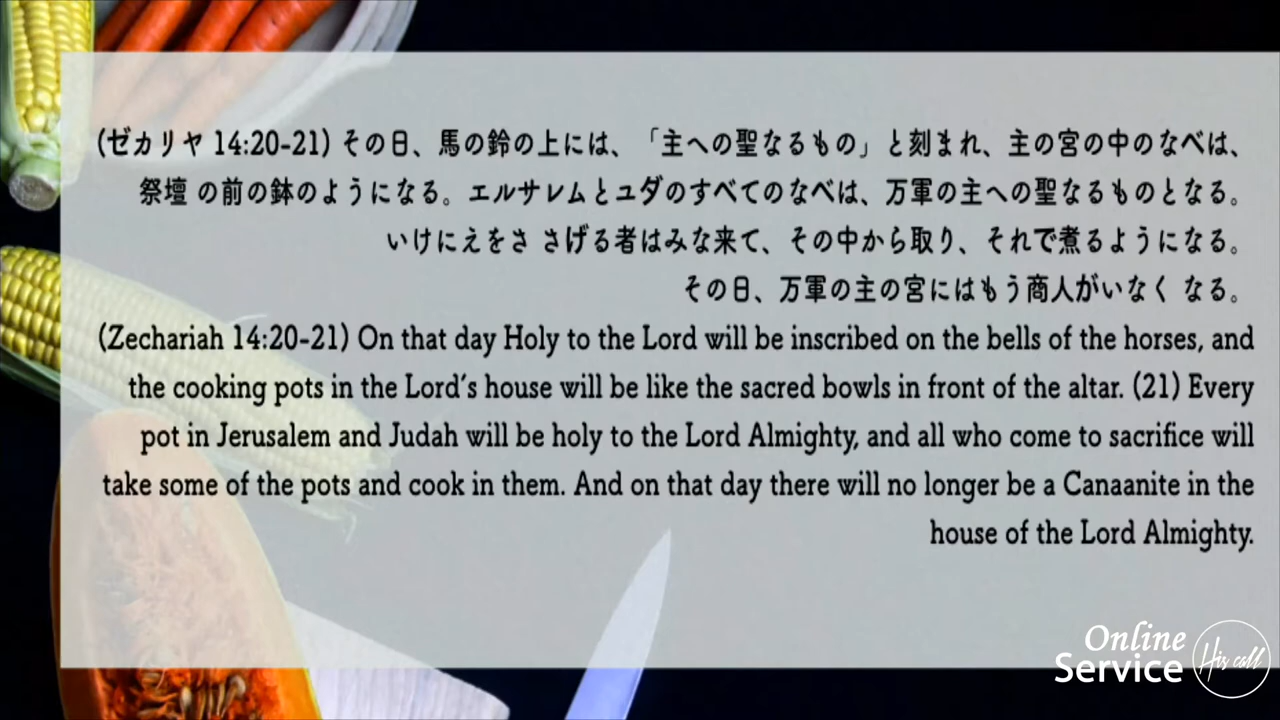 (ゼカリヤ 14:20-21) その日、馬の鈴の上には、「主への聖なるもの」と刻まれ、主の宮の中のなべは、
祭壇 の前の鉢のようになる。エルサレムとユダのすべてのなべは、万軍の主への聖なるものとなる。
いけにえをさ さげる者はみな来て、その中から取り、それで煮るようになる。
その日、万軍の主の宮にはもう商人がいなく なる。
(Zechariah 14:20-21) On that day Holy to the Lord will be inscribed on the bells of the horses, and
the cooking pots in the Lord's house will be like the sacred bowls in front of the altar. (21) Every
pot in Jerusalem and Judah will be holy to the Lord Almighty, and all who come to sacrifice will
take some of the pots and cook in them. And on that day there will no longer be a Canaanite in the
house of the Lord Almighty.
Online
Service
His call